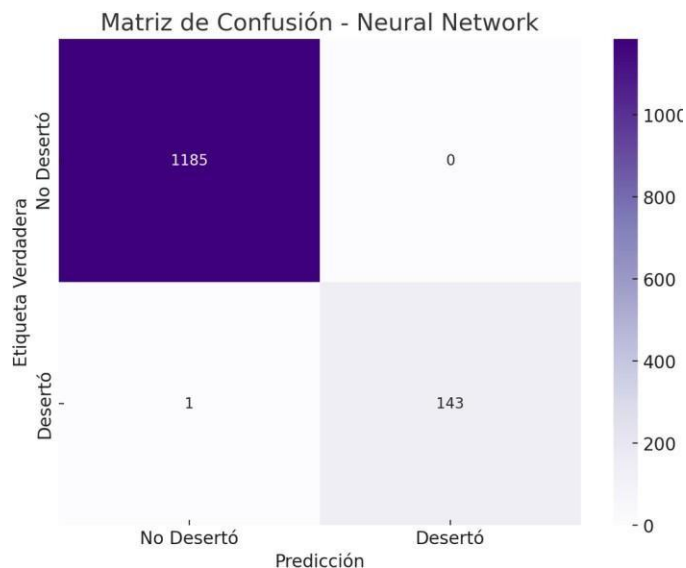 Matriz de Confusión - Neural Network
No Desertó
1185
0
Desertó
1
143
Etiqueta Verdadera
No Desertó
Desertó
Predicción
1000
800
600
400
200
0